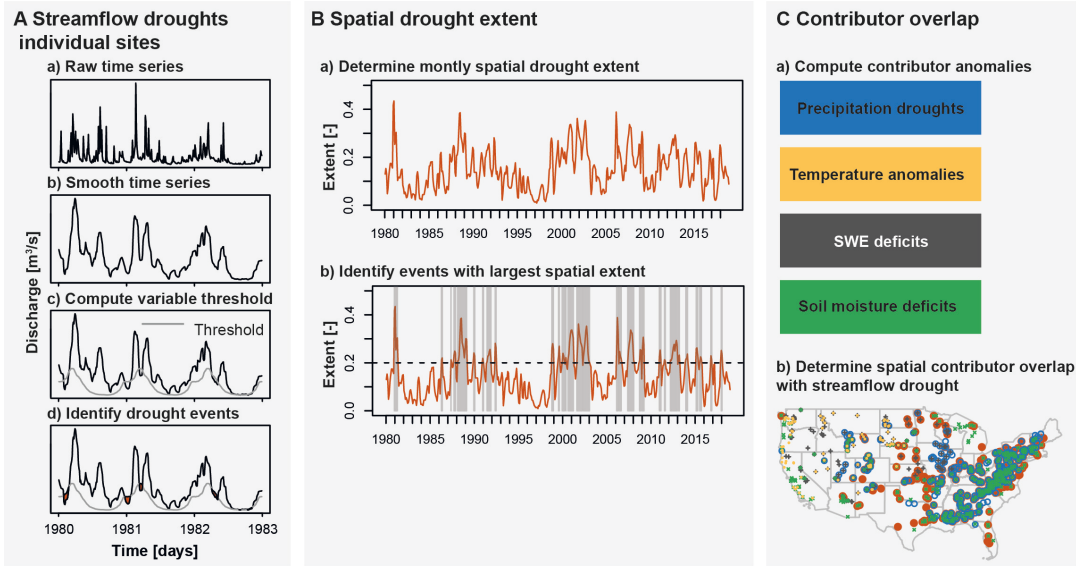 A Streamflow droughts
individual sites
a) Raw time series
b) Smooth time series
c) Compute variable threshold
Threshold
d) Identify drought events
Discharge [m³/s]
1980 1981 1982 1983
Time [days]
B Spatial drought extent
a) Determine montly spatial drought extent
Extent [-]
0.4
0.2
0.0
1980 1985 1990 1995 2000 2005 2010 2015
b) Identify events with largest spatial extent
Extent [-]
0.4
0.2
0.0
1980 1985 1990 1995 2000 2005 2010 2015
C Contributor overlap
a) Compute contributor anomalies
Precipitation droughts
Temperature anomalies
SWE deficits
Soil moisture deficits
b) Determine spatial contributor overlap
with streamflow drought